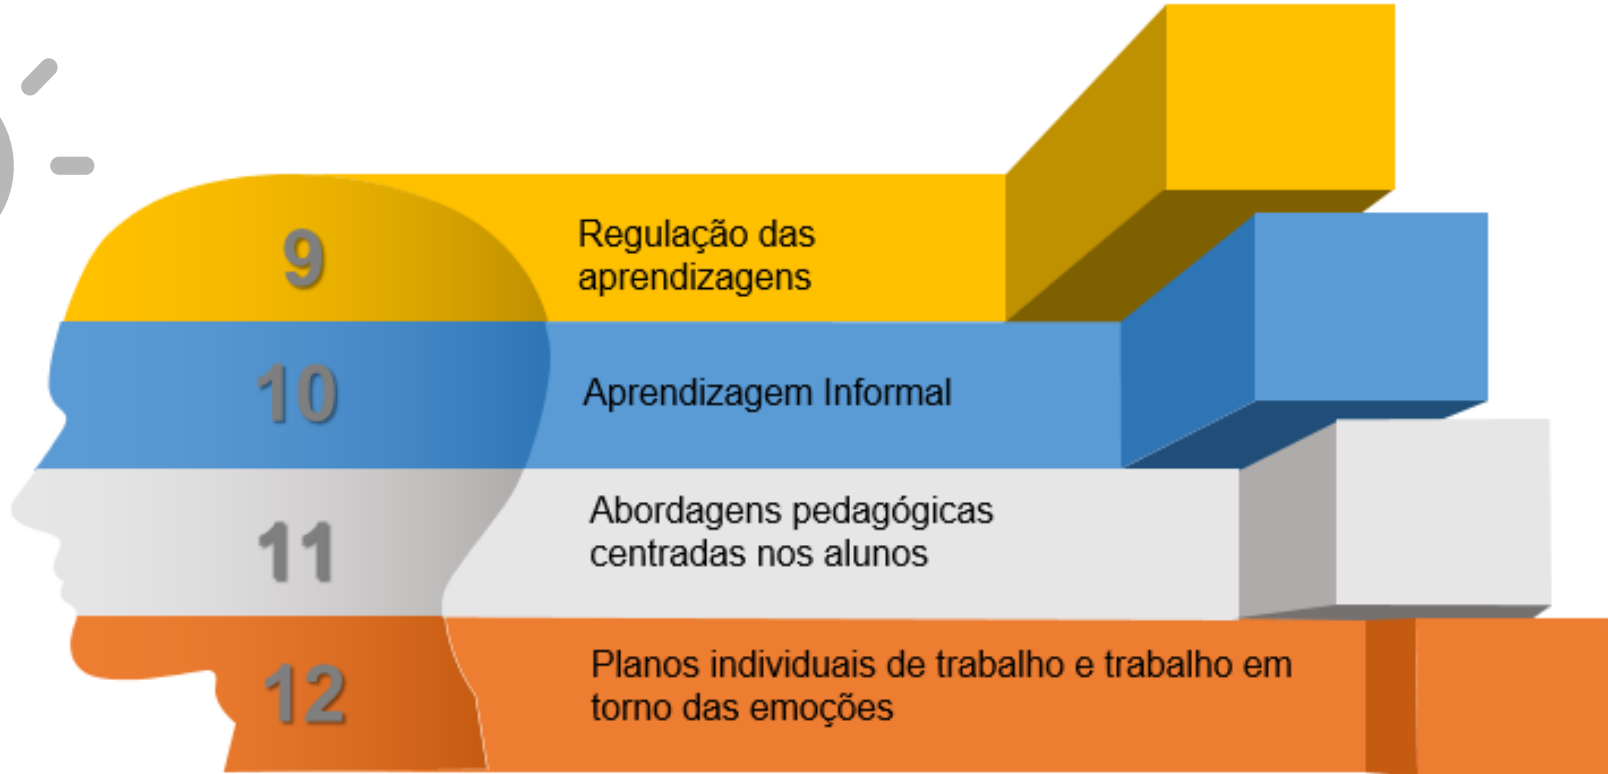 9
Regulação das
aprendizagens
10
Aprendizagem Informal
11
Abordagens pedagógicas
centradas nos alunos
12
Planos individuais de trabalho e trabalho em
torno das emoções